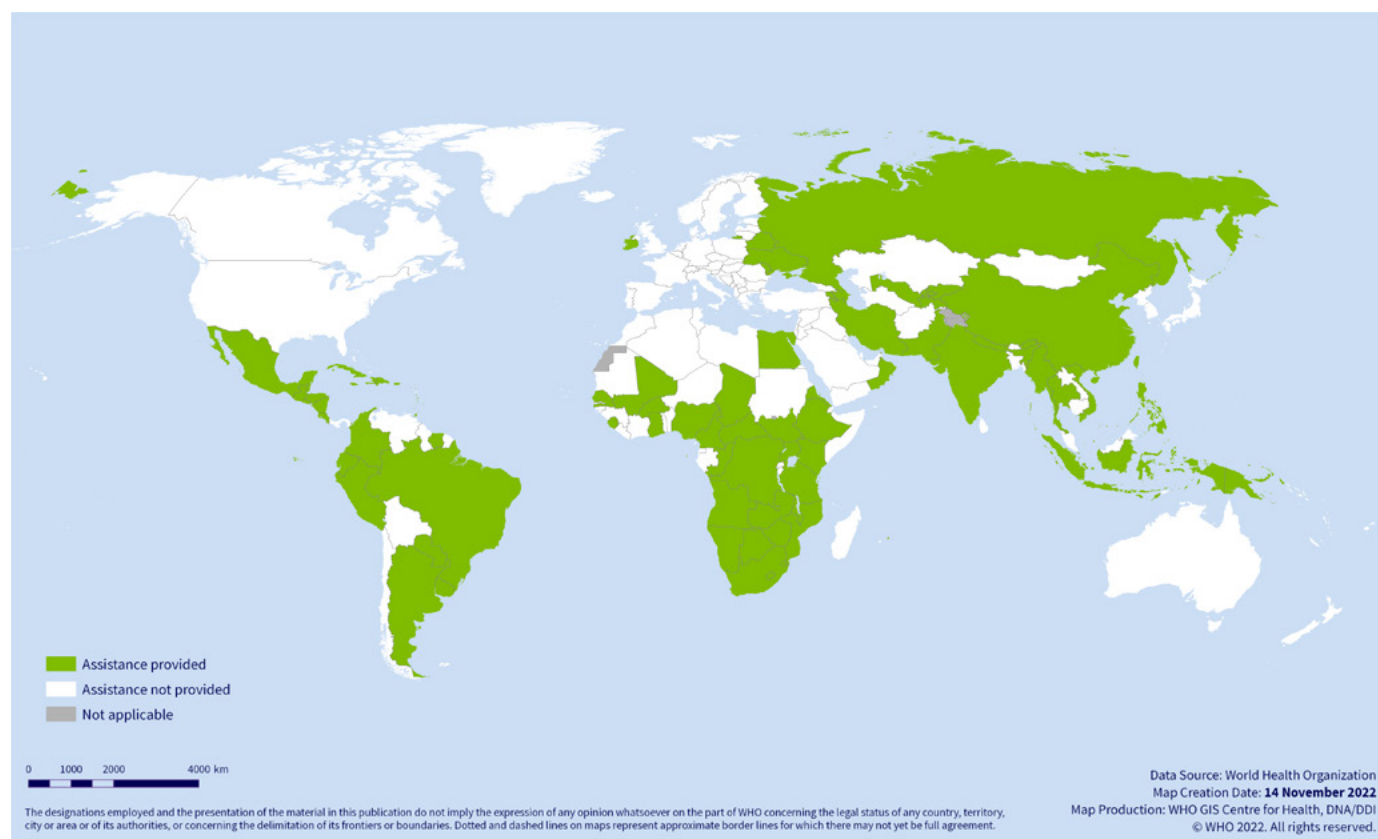 Assistance provided
Assistance not provided
Not applicable
0 1000 2000 4000 km
The designations employed and the presentation of the material in this publication do not imply the expression of any opinion whatsoever on the part of WHO concerning the legal status of any country, territory,
city or area or of its authorities, or concerning the delimitation of its frontiers or boundaries. Dotted and dashed lines on maps represent approximate border lines for which there may not yet be full agreement.
Data Source: World Health Organization
Map Creation Date: 14 November 2022
Map Production: WHO GIS Centre for Health, DNA/DDI
© WHO 2022. All rights reserved.